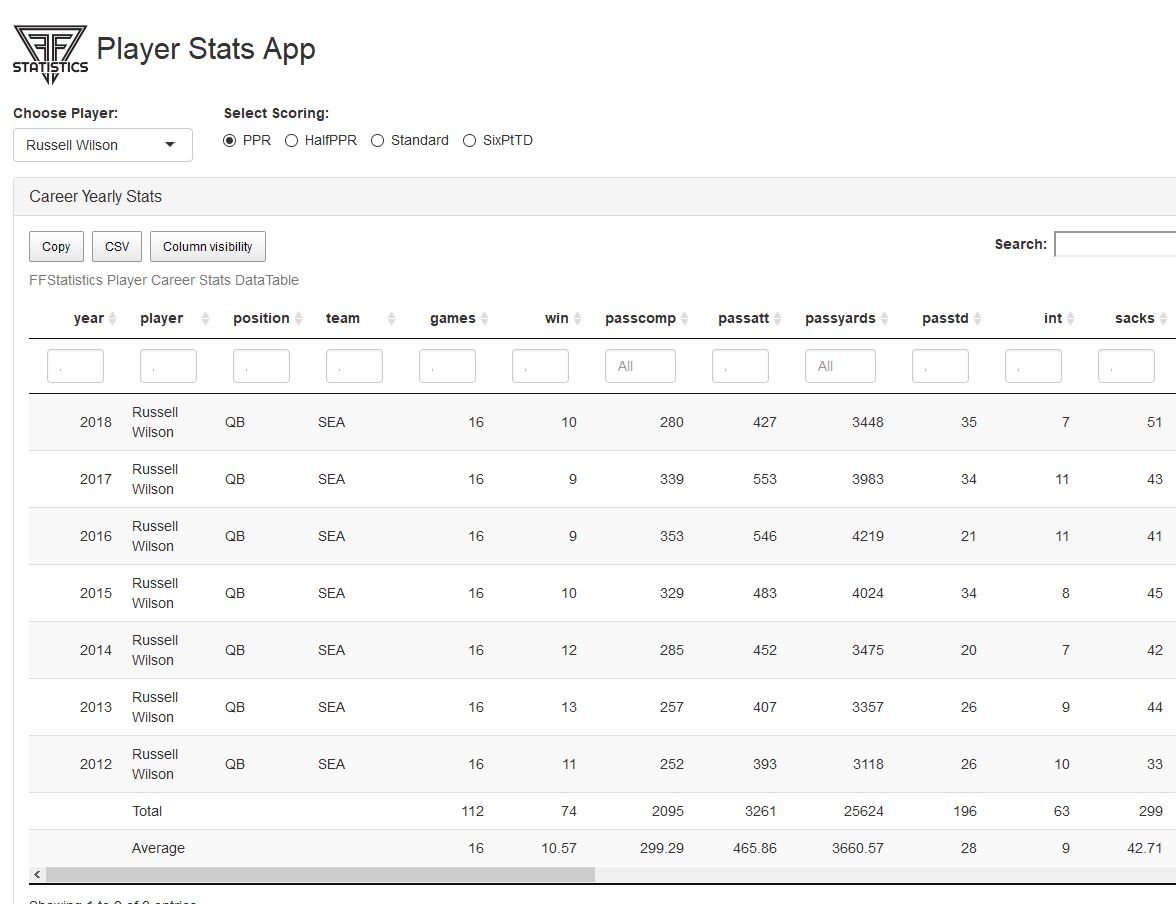 FF
STATISTICS
Player Stats App
Choose Player: Select Scoring:
Russell Wilson PPR HalfPPR Standard SixPtTD
Career Yearly Stats
Copy CSV Column visibility Search:
FFStatistics Player Career Stats DataTable
year player position team games win passcomp passatt passyards passtd int sacks
. . . . . . All . All . . .
2018 Russell Wilson QB SEA 16 10 280 427 3448 35 7 51
2017 Russell Wilson QB SEA 16 9 339 553 3983 34 11 43
2016 Russell Wilson QB SEA 16 9 353 546 4219 21 11 41
2015 Russell Wilson QB SEA 16 10 329 483 4024 34 8 45
2014 Russell Wilson QB SEA 16 12 285 452 3475 20 7 42
2013 Russell Wilson QB SEA 16 13 257 407 3357 26 9 44
2012 Russell Wilson QB SEA 16 11 252 393 3118 26 10 33
Total 112 74 2095 3261 25624 196 63 299
Average 16 10.57 299.29 465.86 3660.57 28 9 42.71